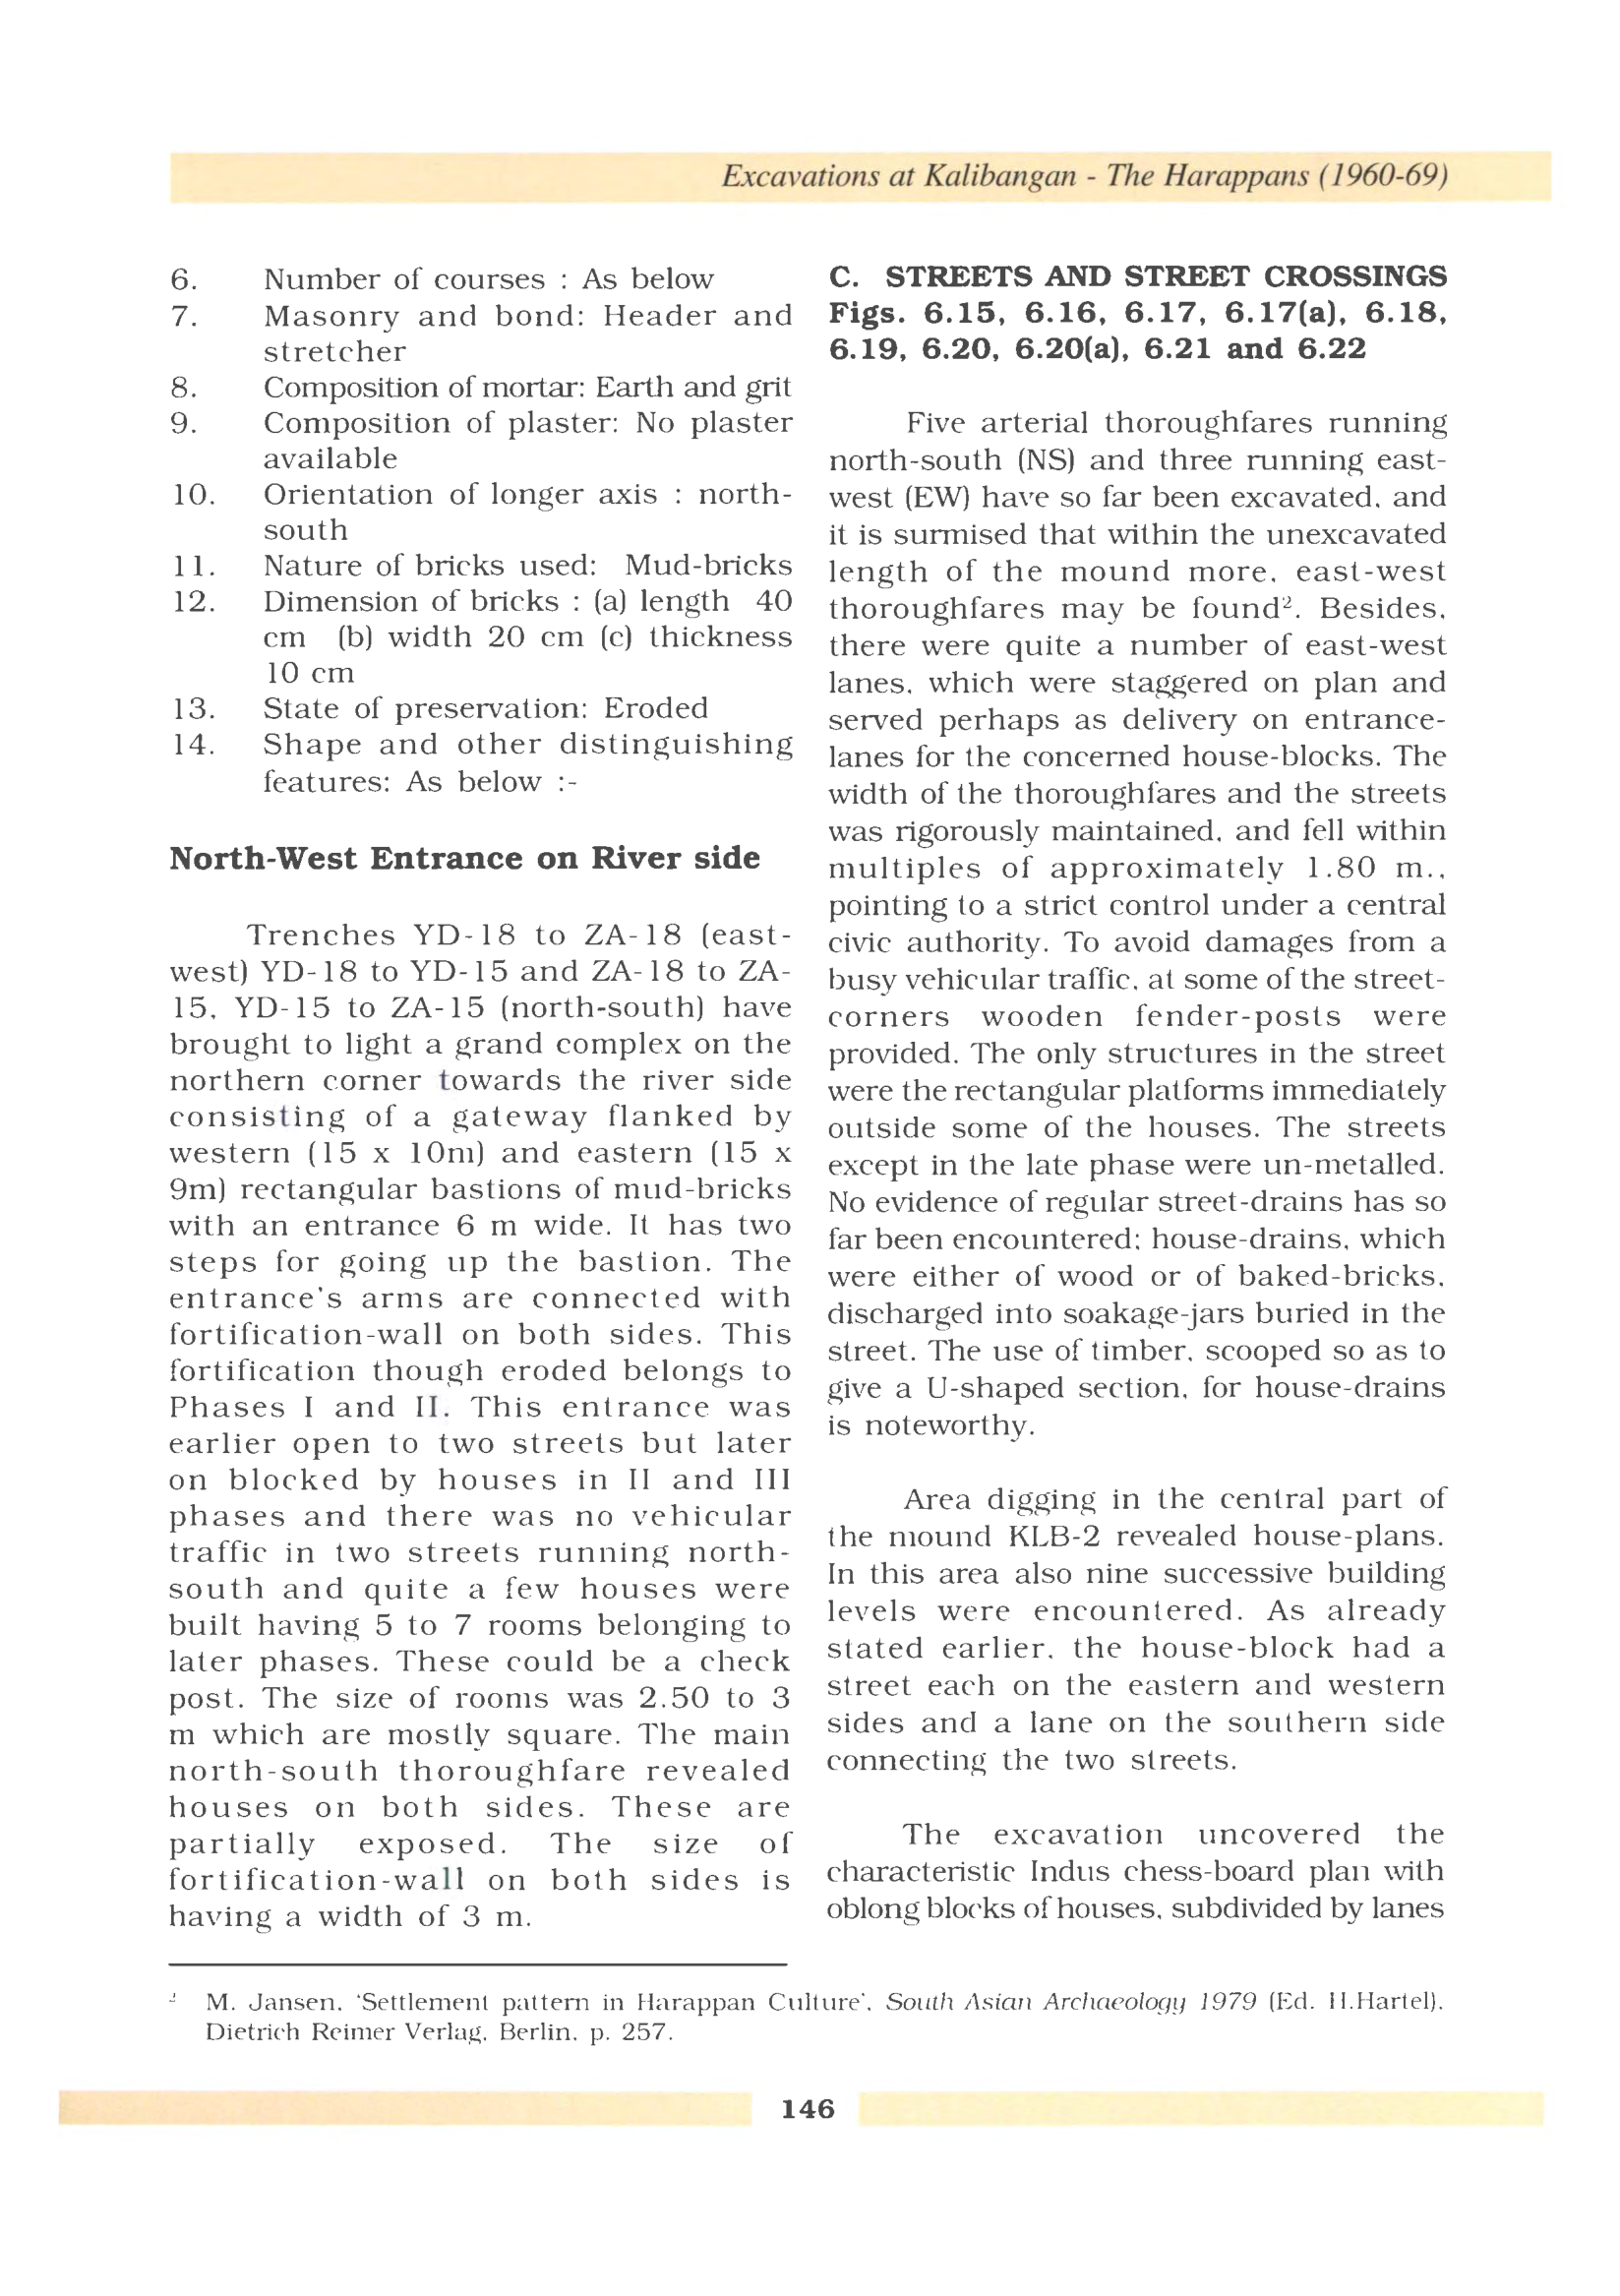 Excavations at Kalibangan - The Harappans (1960-69)
6. Number of courses : As below
7. Masonry and bond: Header and
stretcher
8. Composition of mortar: Earth and grit
9. Composition of plaster: No plaster
available
10. Orientation of longer axis : north-
south
11. Nature of bricks used: Mud-bricks
12. Dimension of bricks : (a) length 40
cm (b) width 20 cm (c) thickness
10 cm
13. State of preservation: Eroded
14. Shape and other distinguishing
features: As below :-
North-West Entrance on River side
Trenches YD-18 to ZA-18 (east-
west) YD-18 to YD-15 and ZA-18 to ZA-
15, YD-15 to ZA-15 (north-south) have
brought to light a grand complex on the
northern corner towards the river side
consisting of a gateway flanked by
western (15 x 10m) and eastern (15 x
9m) rectangular bastions of mud-bricks
with an entrance 6 m wide. It has two
steps for going up the bastion. The
entrance's arms are connected with
fortification-wall on both sides. This
fortification though eroded belongs to
Phases I and II. This entrance was
earlier open to two streets but later
on blocked by houses in II and III
phases and there was no vehicular
traffic in two streets running north-
south and quite a few houses were
built having 5 to 7 rooms belonging to
later phases. These could be a check
post. The size of rooms was 2.50 to 3
m which are mostly square. The main
north-south thoroughfare revealed
houses on both sides. These are
partially exposed. The size of
fortification-wall on both sides is
having a width of 3 m.
C. STREETS AND STREET CROSSINGS
Figs. 6.15, 6.16, 6.17, 6.17(a), 6.18,
6.19, 6.20, 6.20(a), 6.21 and 6.22
Five arterial thoroughfares running
north-south (NS) and three running east-
west (EW) have so far been excavated, and
it is surmised that within the unexcavated
length of the mound more, east-west
thoroughfares may be found². Besides,
there were quite a number of east-west
lanes, which were staggered on plan and
served perhaps as delivery on entrance-
lanes for the concerned house-blocks. The
width of the thoroughfares and the streets
was rigorously maintained, and fell within
multiples of approximately 1.80 m.,
pointing to a strict control under a central
civic authority. To avoid damages from a
busy vehicular traffic, at some of the street-
corners wooden fender-posts were
provided. The only structures in the street
were the rectangular platforms immediately
outside some of the houses. The streets
except in the late phase were un-metalled.
No evidence of regular street-drains has so
far been encountered; house-drains, which
were either of wood or of baked-bricks,
discharged into soakage-jars buried in the
street. The use of timber, scooped so as to
give a U-shaped section, for house-drains
is noteworthy.
Area digging in the central part of
the mound KLB-2 revealed house-plans.
In this area also nine successive building
levels were encountered. As already
stated earlier, the house-block had a
street each on the eastern and western
sides and a lane on the southern side
connecting the two streets.
The excavation uncovered the
characteristic Indus chess-board plan with
oblong blocks of houses, subdivided by lanes
² M. Jansen, 'Settlement pattern in Harappan Culture', South Asian Archaeology 1979 (Ed. H.Hartel),
Dietrich Reimer Verlag, Berlin, p. 257.
146